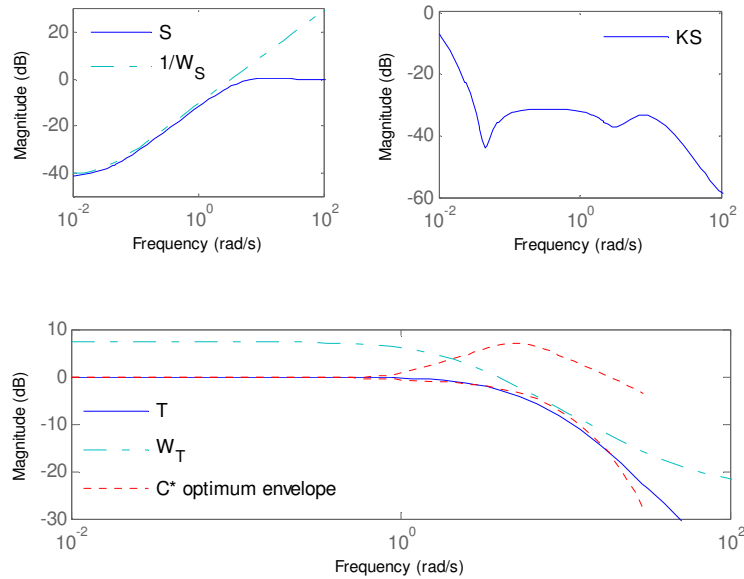 Magnitude (dB)
20
0
-20
-40
S
1/W_S
10^-2
10^0
10^2
Frequency (rad/s)
Magnitude (dB)
0
-20
-40
-60
KS
10^-2
10^0
10^2
Frequency (rad/s)
Magnitude (dB)
10
0
-10
-20
-30
T
W_T
C* optimum envelope
10^-2
10^0
10^2
Frequency (rad/s)